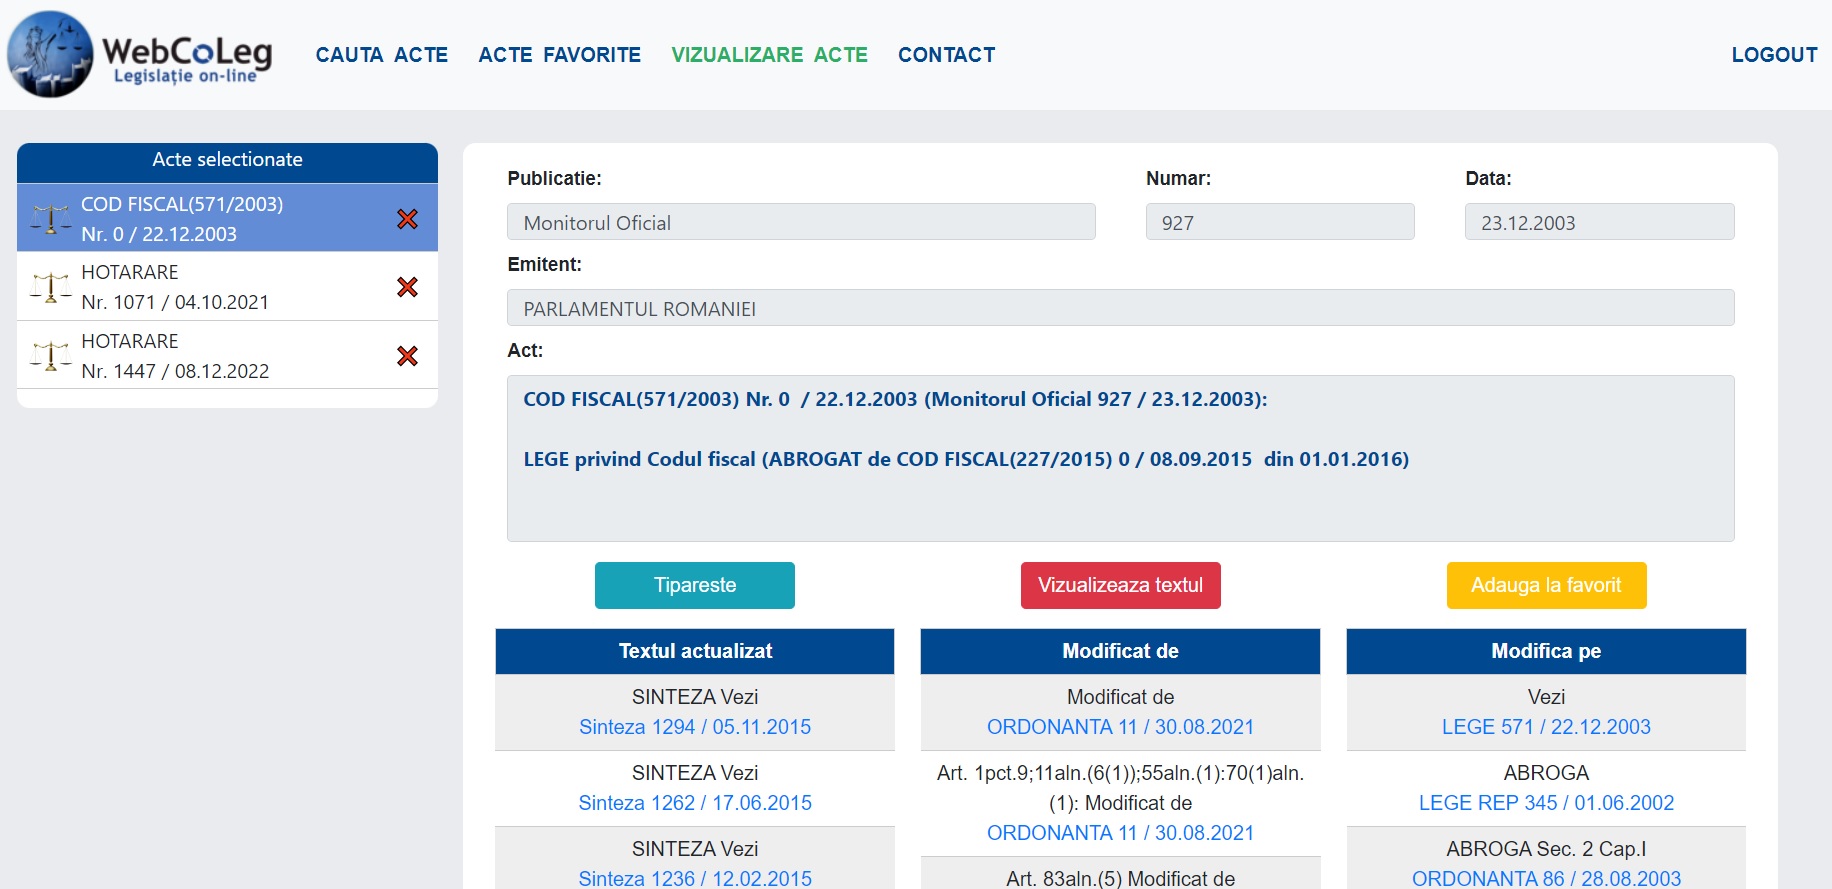 WebCoLeg
Legislație on-line
CAUTA ACTE
ACTE FAVORITE
VIZUALIZARE ACTE
CONTACT
LOGOUT
Acte selectionate
COD FISCAL(571/2003)
Nr. 0 / 22.12.2003
HOTARARE
Nr. 1071 / 04.10.2021
HOTARARE
Nr. 1447 / 08.12.2022
Publicatie:
Numar:
Data:
Monitorul Oficial
927
23.12.2003
Emitent:
PARLAMENTUL ROMANIEI
Act:
COD FISCAL(571/2003) Nr. 0 / 22.12.2003 (Monitorul Oficial 927 / 23.12.2003):
LEGE privind Codul fiscal (ABROGAT de COD FISCAL(227/2015) 0 / 08.09.2015 din 01.01.2016)
Tipareste
Vizualizeaza textul
Adauga la favorit
Textul actualizat
SINTEZA Vezi
Sinteza 1294 / 05.11.2015
SINTEZA Vezi
Sinteza 1262 / 17.06.2015
SINTEZA Vezi
Sinteza 1236 / 12.02.2015
Modificat de
Modificat de
ORDONANTA 11 / 30.08.2021
Art. 1pct.9;11aln.(6(1));55aln.(1):70(1)aln.
(1): Modificat de
ORDONANTA 11 / 30.08.2021
Art. 83aln.(5) Modificat de
Modifica pe
Vezi
LEGE 571 / 22.12.2003
ABROGA
LEGE REP 345 / 01.06.2002
ABROGA Sec. 2 Cap.I
ORDONANTA 86 / 28.08.2003